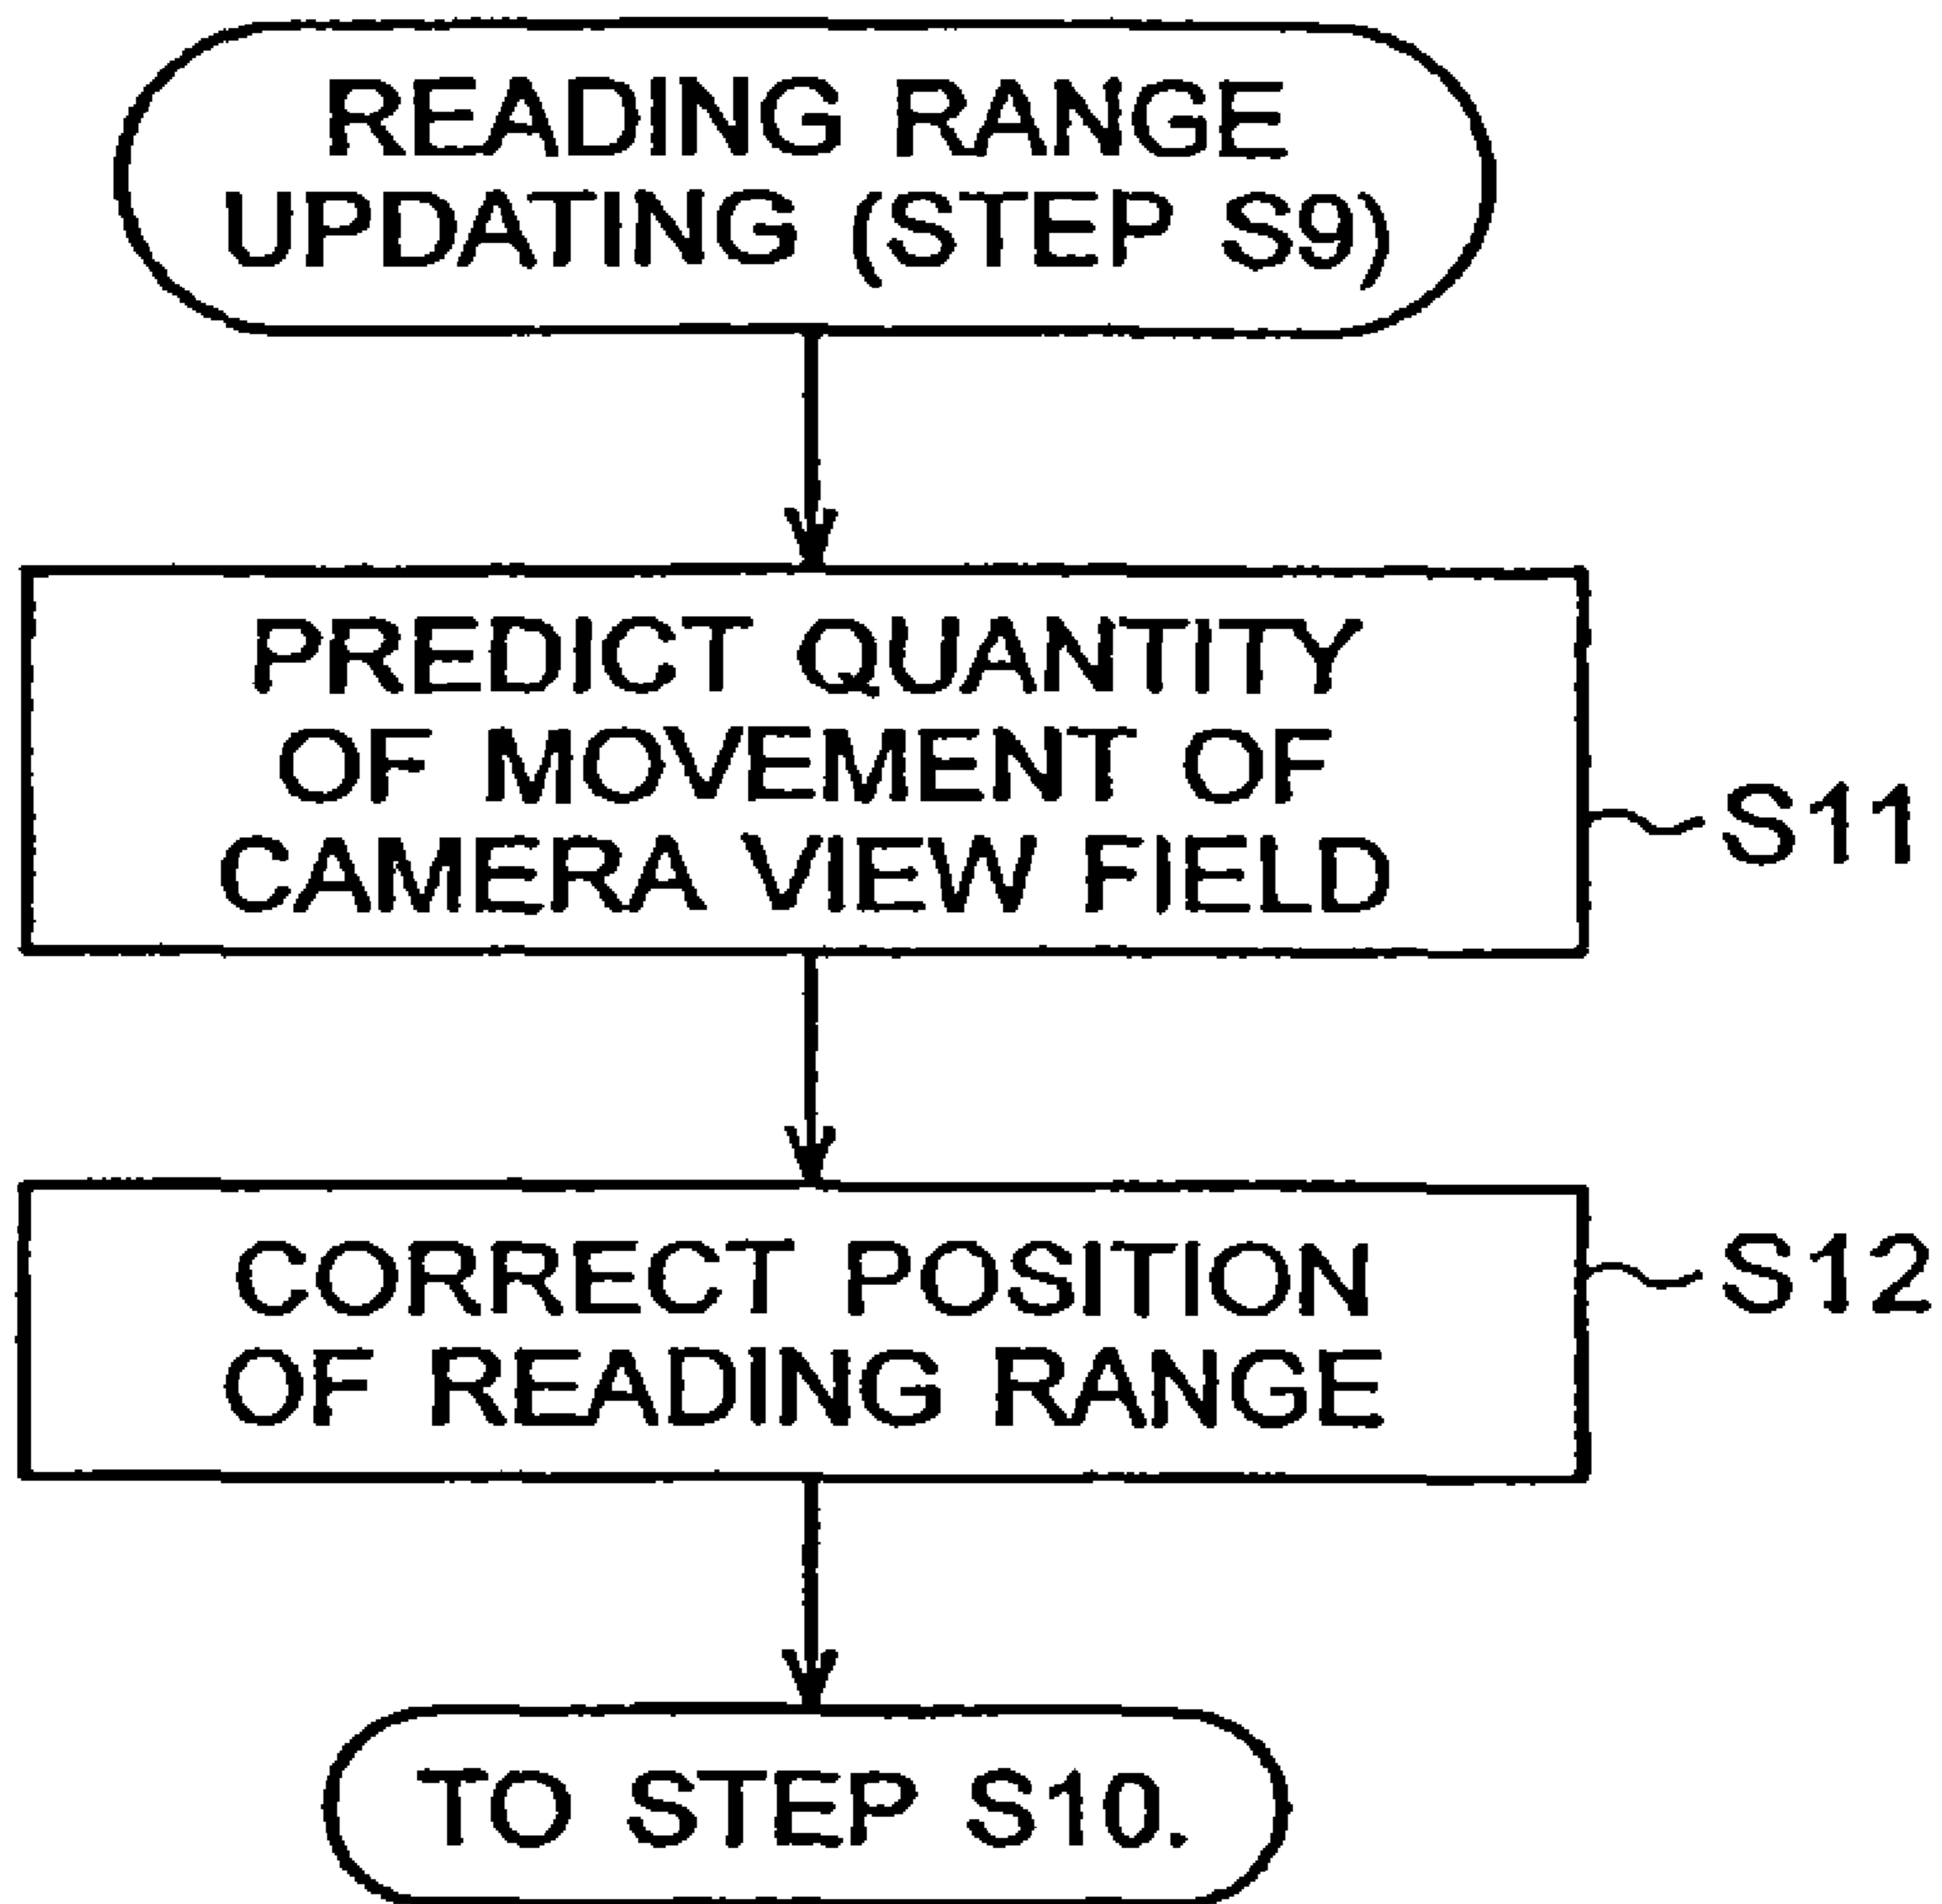 READING RANGE
UPDATING (STEP S9)
PREDICT QUANTITY
OF MOVEMENT OF
CAMERA VIEW FIELD
S11
CORRECT POSITION
OF READING RANGE
S12
TO STEP S10.